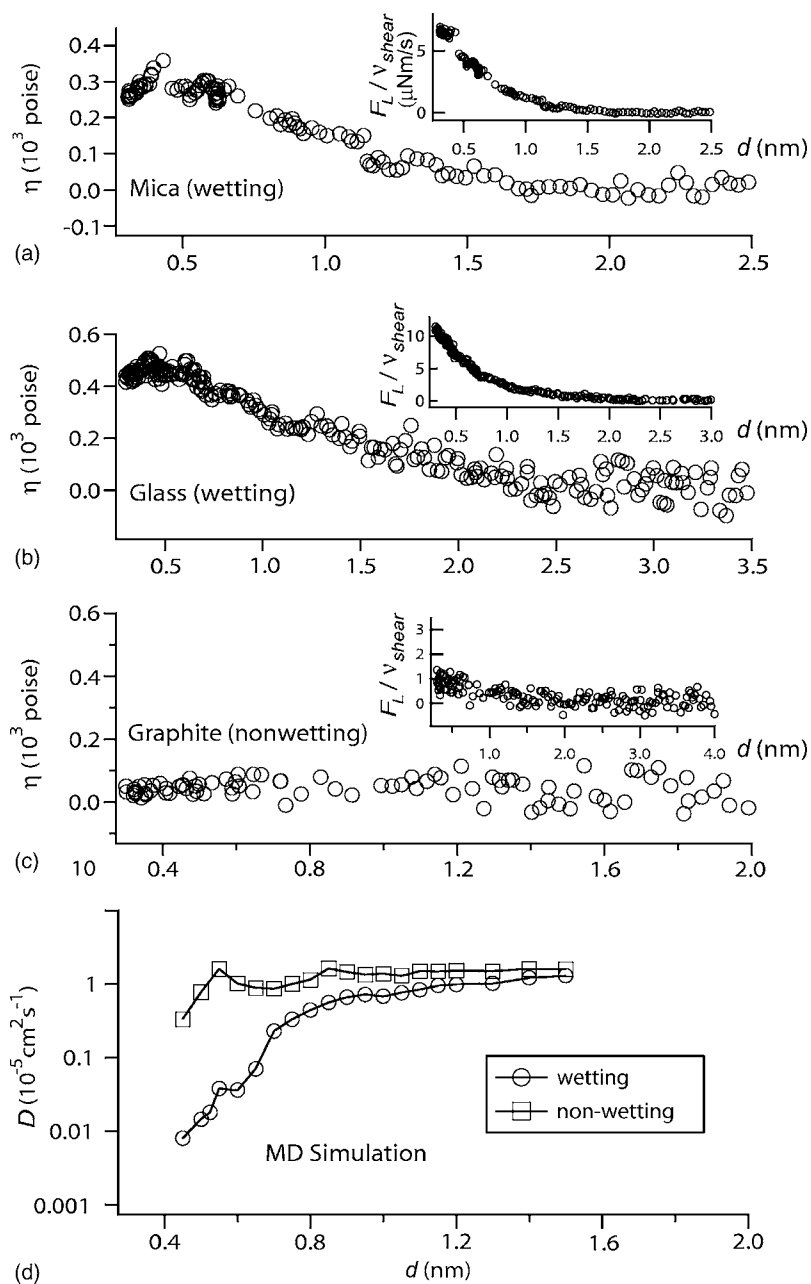 0.4
0.3
0.2
0.1
0.0
-0.1
η (10³ poise)
Mica (wetting)
F_L / ν_shear
(µNm/s)
5
0
0.5 1.0 1.5 2.0 2.5
d (nm)
0.5 1.0 1.5 2.0 2.5
(a)
0.6
0.4
0.2
0.0
η (10³ poise)
Glass (wetting)
F_L / ν_shear
10
5
0
0.5 1.0 1.5 2.0 2.5 3.0
d (nm)
0.5 1.0 1.5 2.0 2.5 3.0 3.5
(b)
0.6
0.4
0.2
0.0
η (10³ poise)
Graphite (nonwetting)
F_L / ν_shear
3
2
1
0
1.0 2.0 3.0 4.0
d (nm)
0.4 0.8 1.2 1.6 2.0
(c)
10
1
0.1
0.01
0.001
D (10⁻⁵cm²s⁻¹)
wetting
non-wetting
MD Simulation
0.4 0.8 1.2 1.6 2.0
d (nm)
(d)